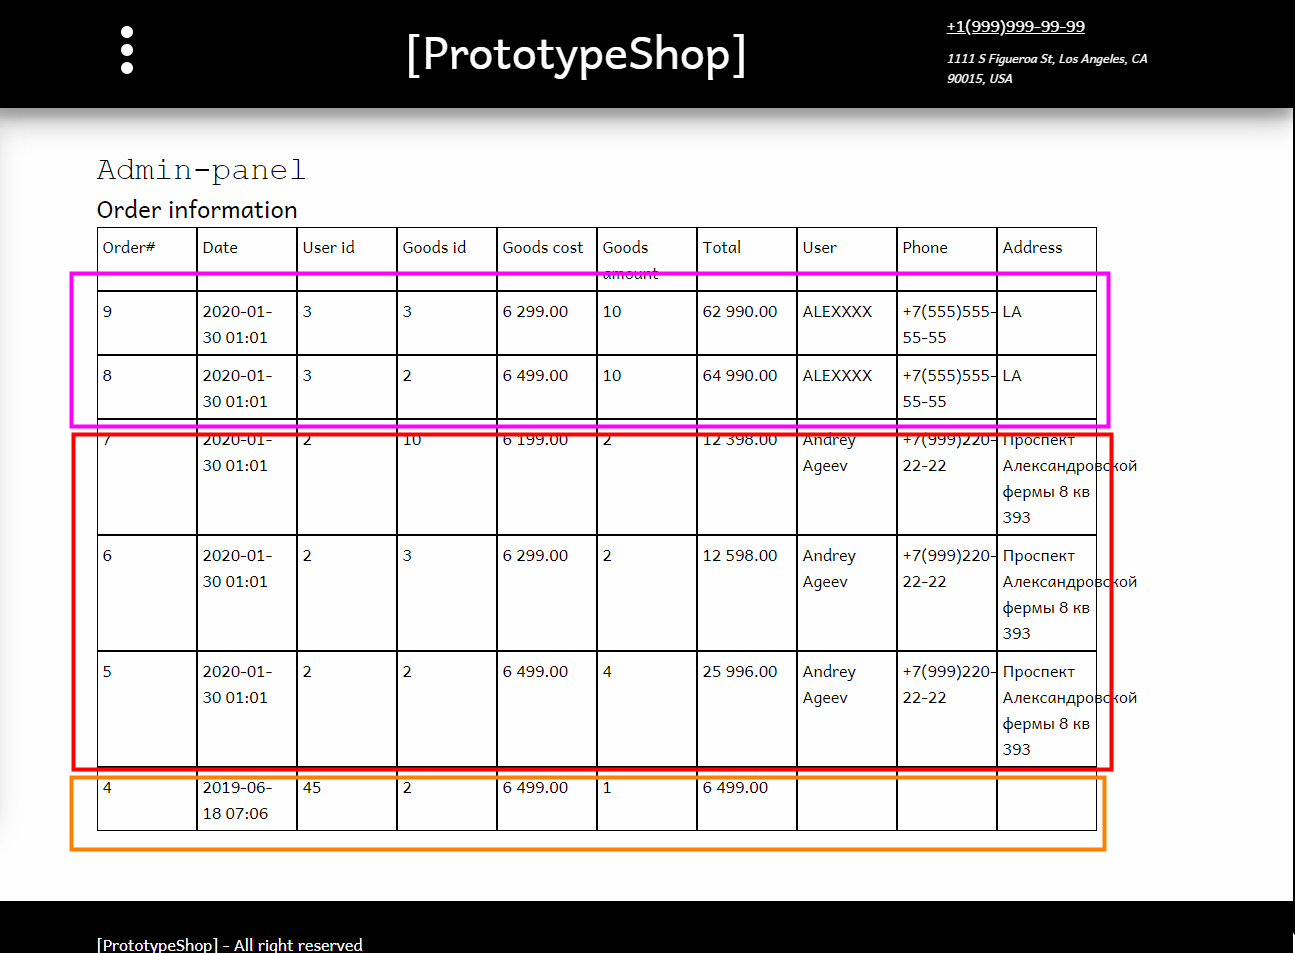 [PrototypeShop]
+1(999)999-99-99
1111 S Figueroa St, Los Angeles, CA
90015, USA
Admin-panel
Order information
Order# Date User id Goods id Goods cost Goods amount Total User Phone Address
9 2020-01-30 01:01 3 3 6 299.00 10 62 990.00 ALEXXXX +7(555)555-55-55 LA
8 2020-01-30 01:01 3 2 6 499.00 10 64 990.00 ALEXXXX +7(555)555-55-55 LA
7 2020-01-30 01:01 2 10 6 199.00 2 12 398.00 Andrey Ageev +7(999)220-22-22 Проспект Александровской фермы 8 кв 393
6 2020-01-30 01:01 2 3 6 299.00 2 12 598.00 Andrey Ageev +7(999)220-22-22 Проспект Александровской фермы 8 кв 393
5 2020-01-30 01:01 2 2 6 499.00 4 25 996.00 Andrey Ageev +7(999)220-22-22 Проспект Александровской фермы 8 кв 393
4 2019-06-18 07:06 45 2 6 499.00 1 6 499.00
[PrototypeShop] - All right reserved